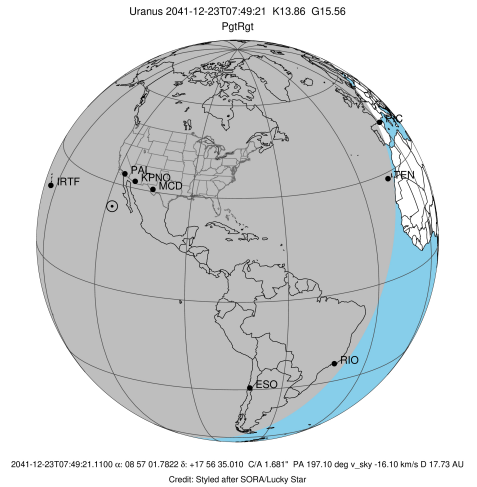 Uranus 2041-12-23T07:49:21 K13.86 G15.56
PgtRgt
PIC
TEN
PAL
KPNO
MCD
IRTF
RIO
ESO
2041-12-23T07:49:21.1100 α: 08 57 01.7822 δ: +17 56 35.010 C/A 1.681" PA 197.10 deg v_sky -16.10 km/s D 17.73 AU
Credit: Styled after SORA/Lucky Star